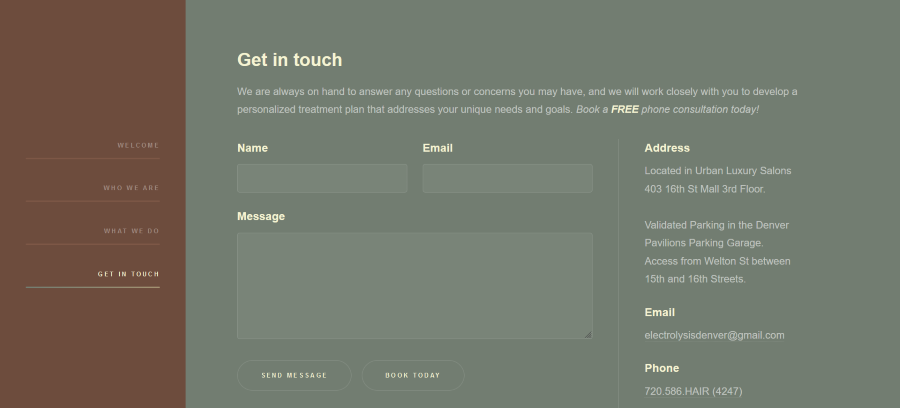 WELCOME
WHO WE ARE
WHAT WE DO
GET IN TOUCH
Get in touch
We are always on hand to answer any questions or concerns you may have, and we will work closely with you to develop a
personalized treatment plan that addresses your unique needs and goals. Book a FREE phone consultation today!
Name
Email
Message
SEND MESSAGE
BOOK TODAY
Address
Located in Urban Luxury Salons
403 16th St Mall 3rd Floor.
Validated Parking in the Denver
Pavilions Parking Garage.
Access from Welton St between
15th and 16th Streets.
Email
electrolysisdenver@gmail.com
Phone
720.586.HAIR (4247)